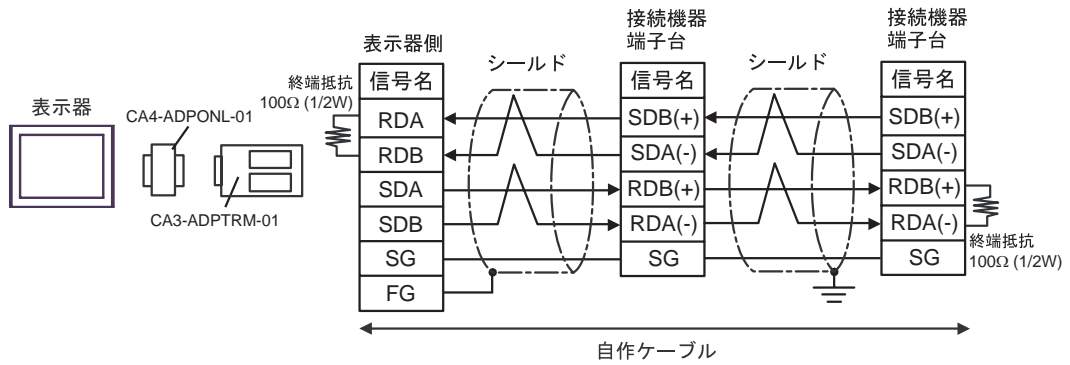 表示器
CA4-ADPONL-01
CA3-ADPTRM-01
終端抵抗
100Ω (1/2W)
表示器側
信号名
RDA
RDB
SDA
SDB
SG
FG
シールド
接続機器
端子台
信号名
SDB(+)
SDA(-)
RDB(+)
RDA(-)
SG
シールド
接続機器
端子台
信号名
SDB(+)
SDA(-)
RDB(+)
RDA(-)
SG
終端抵抗
100Ω (1/2W)
自作ケーブル